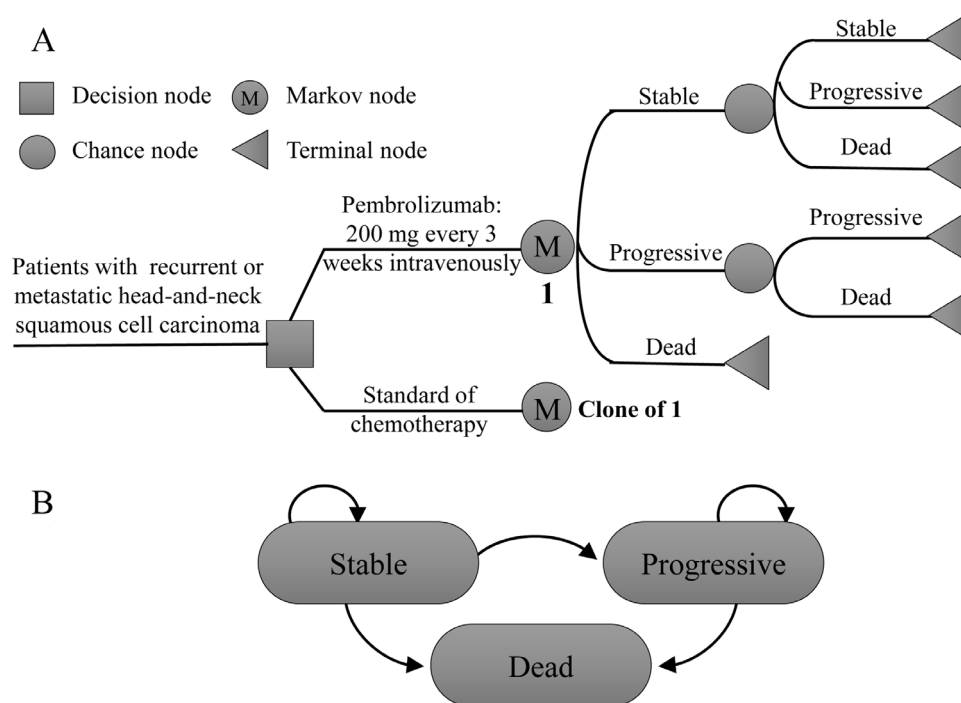 A
Decision node
M
Markov node
Chance node
Terminal node
Patients with recurrent or
metastatic head-and-neck
squamous cell carcinoma
Pembrolizumab:
200 mg every 3
weeks intravenously
M
1
Standard of
chemotherapy
M
Clone of 1
Stable
Stable
Progressive
Dead
Progressive
Progressive
Dead
Dead
B
Stable
Progressive
Dead